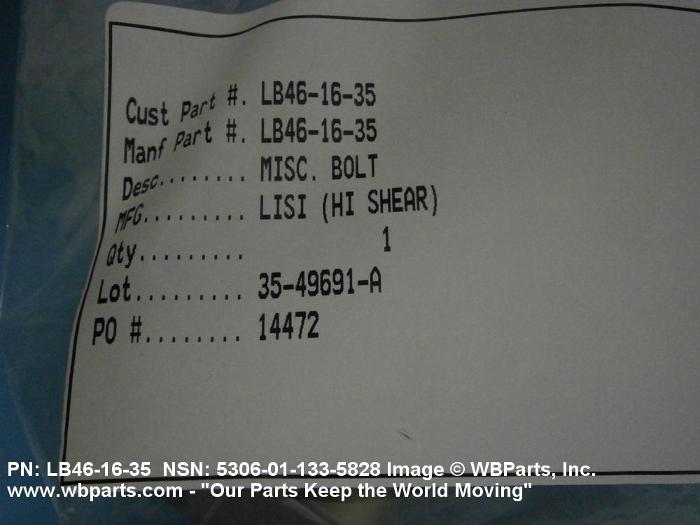 Cust Part #. LB46-16-35
Manf Part #. LB46-16-35
Desc........ MISC. BOLT
MFG......... LISI (HI SHEAR)
Qty......... 1
Lot......... 35-49691-A
PO #........ 14472
PN: LB46-16-35 NSN: 5306-01-133-5828 Image © WBParts, Inc.
www.wbparts.com - "Our Parts Keep the World Moving"